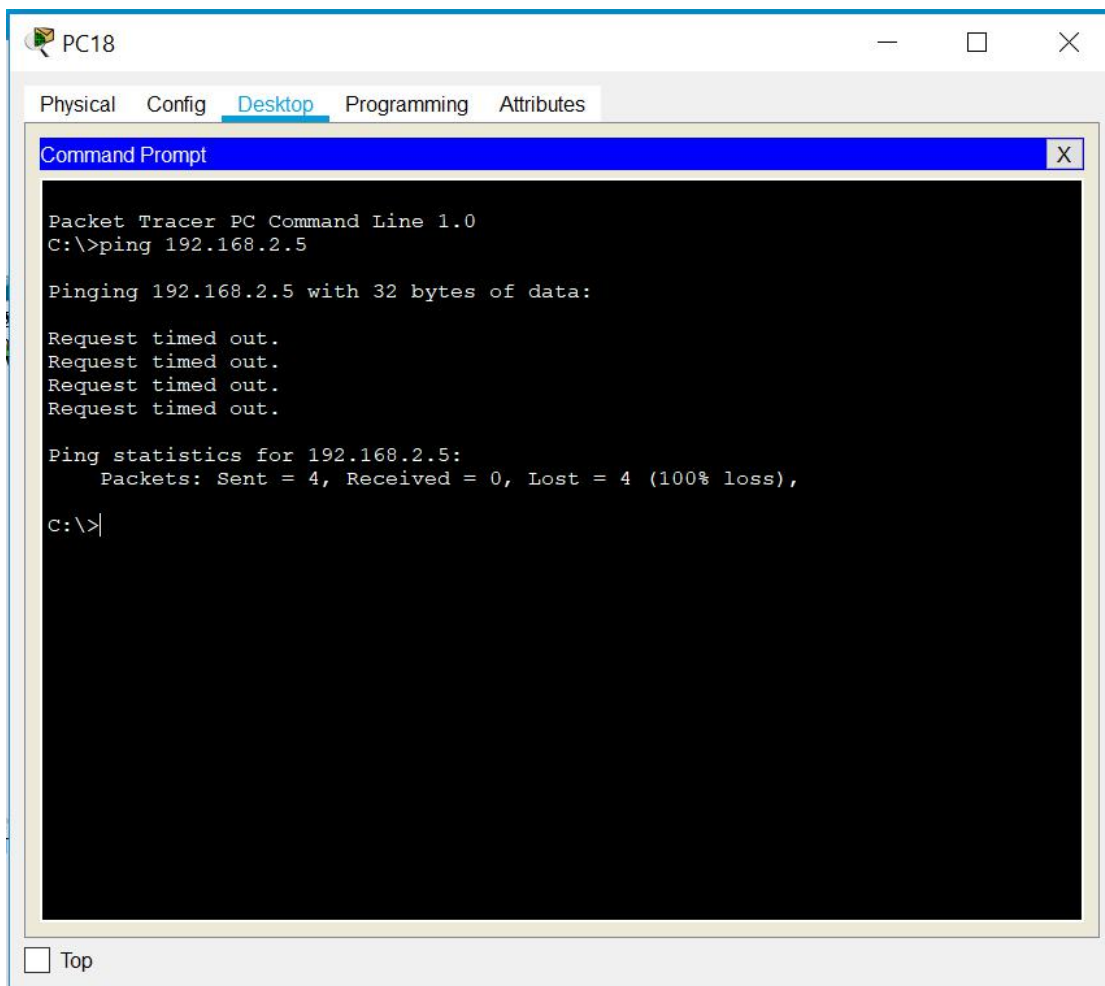 PC18
Physical Config Desktop Programming Attributes
Command Prompt X
Packet Tracer PC Command Line 1.0
C:\>ping 192.168.2.5
Pinging 192.168.2.5 with 32 bytes of data:
Request timed out.
Request timed out.
Request timed out.
Request timed out.
Ping statistics for 192.168.2.5:
    Packets: Sent = 4, Received = 0, Lost = 4 (100% loss),
C:\>
Top